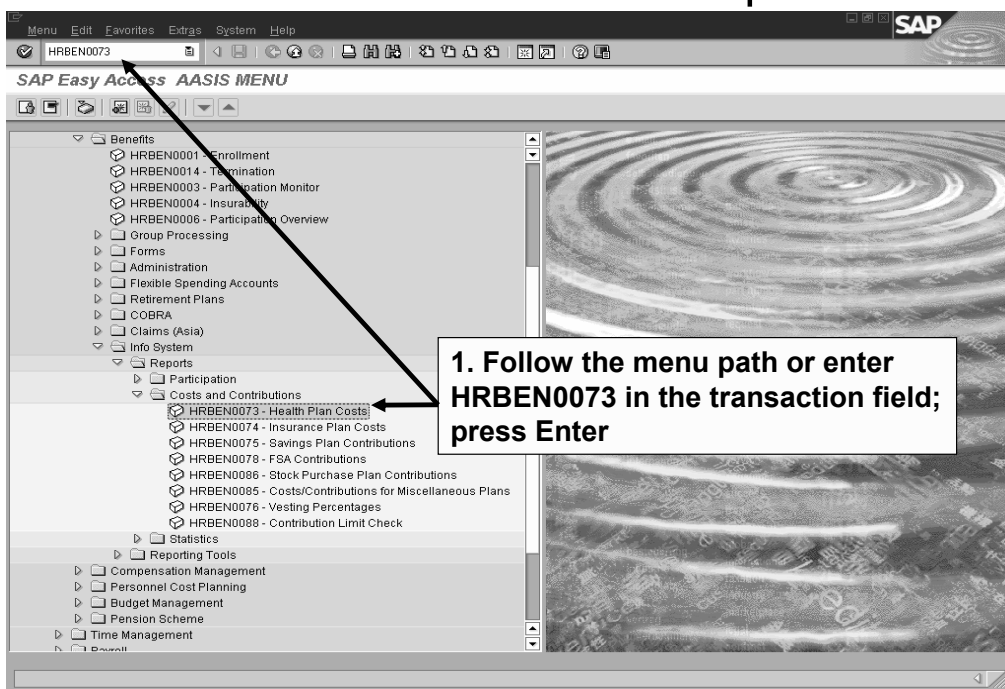 Menu Edit Favorites Extras System Help
SAP
HRBEN0073
SAP Easy Access AASIS MENU
Benefits
HRBEN0001 - Enrollment
HRBEN0014 - Termination
HRBEN0003 - Participation Monitor
HRBEN0004 - Insurability
HRBEN0006 - Participation Overview
Group Processing
Forms
Administration
Flexible Spending Accounts
Retirement Plans
COBRA
Claims (Asia)
Info System
Reports
Participation
Costs and Contributions
HRBEN0073 - Health Plan Costs
HRBEN0074 - Insurance Plan Costs
HRBEN0075 - Savings Plan Contributions
HRBEN0078 - FSA Contributions
HRBEN0086 - Stock Purchase Plan Contributions
HRBEN0085 - Costs/Contributions for Miscellaneous Plans
HRBEN0076 - Vesting Percentages
HRBEN0088 - Contribution Limit Check
Statistics
Reporting Tools
Compensation Management
Personnel Cost Planning
Budget Management
Pension Scheme
Time Management
Payroll
1. Follow the menu path or enter
HRBEN0073 in the transaction field;
press Enter